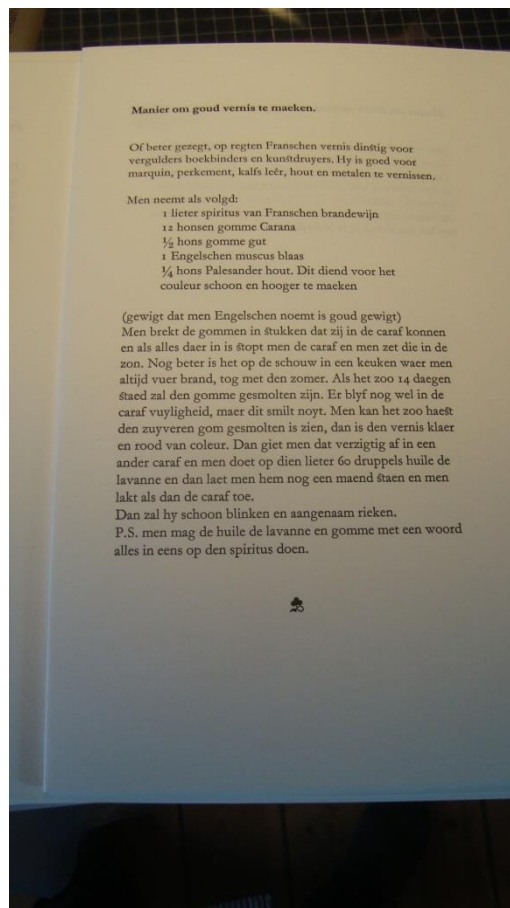 Manier om goud vernis te maeken.
Of beter gezegt, op regten Franschen vernis dinstig voor
vergulders boekbinders en kunstdruyers. Hy is goed voor
marquin, perkement, kalfs leêr, hout en metalen te vernissen.
Men neemt als volgd:
1 lieter spiritus van Franschen brandewijn
12 honsen gomme Carana
½ hons gomme gut
1 Engelschen muscus blaas
¼ hons Palesander hout. Dit diend voor het
couleur schoon en hooger te maeken
(gewigt dat men Engelschen noemt is goud gewigt)
Men brekt de gommen in stukken dat zij in de caraf konnen
en als alles daer in is stopt men de caraf en men zet die in de
zon. Nog beter is het op de schouw in een keuken waer men
altijd vuer brand, tog met den zomer. Als het zoo 14 daegen
staed zal den gomme gesmolten zijn. Er blyf nog wel in de
caraf vuyligheid, maer dit smilt noyt. Men kan het zoo haest
den zuyveren gom gesmolten is zien, dan is den vernis klaer
en rood van coleur. Dan giet men dat verzigtig af in een
ander caraf en men doet op dien lieter 60 druppels huile de
lavanne en dan laet men hem nog een maend staen en men
lakt als dan de caraf toe.
Dan zal hy schoon blinken en aangenaam rieken.
P.S. men mag de huile de lavanne en gomme met een woord
alles in eens op den spiritus doen.